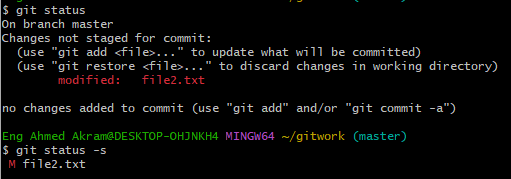 $ git status
On branch master
Changes not staged for commit:
  (use "git add <file>..." to update what will be committed)
  (use "git restore <file>..." to discard changes in working directory)
        modified:   file2.txt

no changes added to commit (use "git add" and/or "git commit -a")

Eng Ahmed Akram@DESKTOP-OHJNKH4 MINGW64 ~/gitwork (master)
$ git status -s
 M file2.txt